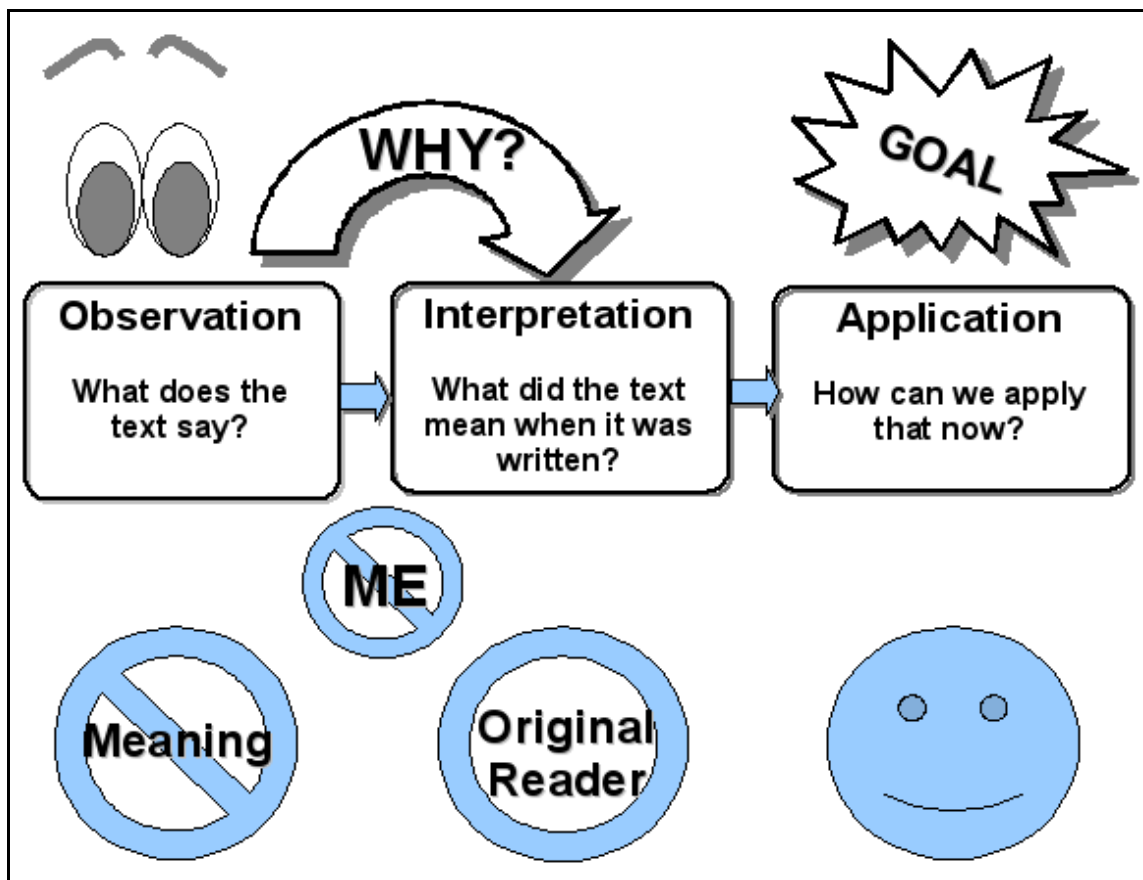 WHY?
GOAL
Observation
What does the
text say?
Interpretation
What did the text
mean when it was
written?
Application
How can we apply
that now?
ME
Meaning
Original
Reader